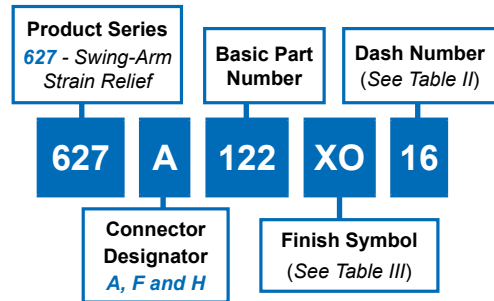 Product Series
627 - Swing-Arm
Strain Relief
Basic Part
Number
Dash Number
(See Table II)
627
A
122
XO
16
Connector
Designator
A, F and H
Finish Symbol
(See Table III)